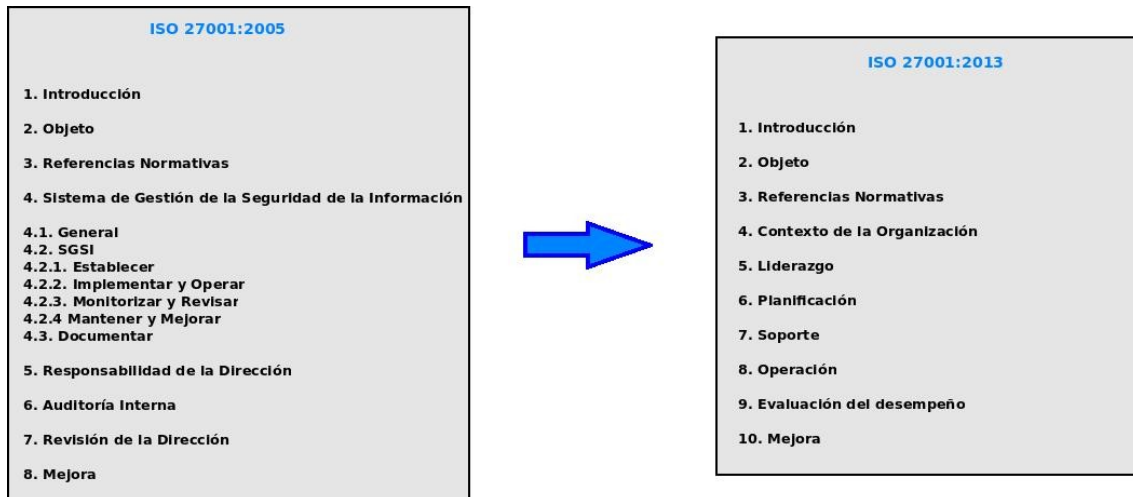 ISO 27001:2005
1. Introducción
2. Objeto
3. Referencias Normativas
4. Sistema de Gestión de la Seguridad de la Información
4.1. General
4.2. SGSI
4.2.1. Establecer
4.2.2. Implementar y Operar
4.2.3. Monitorizar y Revisar
4.2.4 Mantener y Mejorar
4.3. Documentar
5. Responsabilidad de la Dirección
6. Auditoría Interna
7. Revisión de la Dirección
8. Mejora
ISO 27001:2013
1. Introducción
2. Objeto
3. Referencias Normativas
4. Contexto de la Organización
5. Liderazgo
6. Planificación
7. Soporte
8. Operación
9. Evaluación del desempeño
10. Mejora